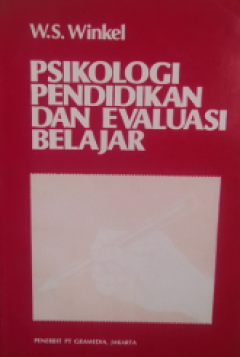 W.S. Winkel
PSIKOLOGI
PENDIDIKAN
DAN EVALUASI
BELAJAR
PENERBIT PT GRAMEDIA, JAKARTA